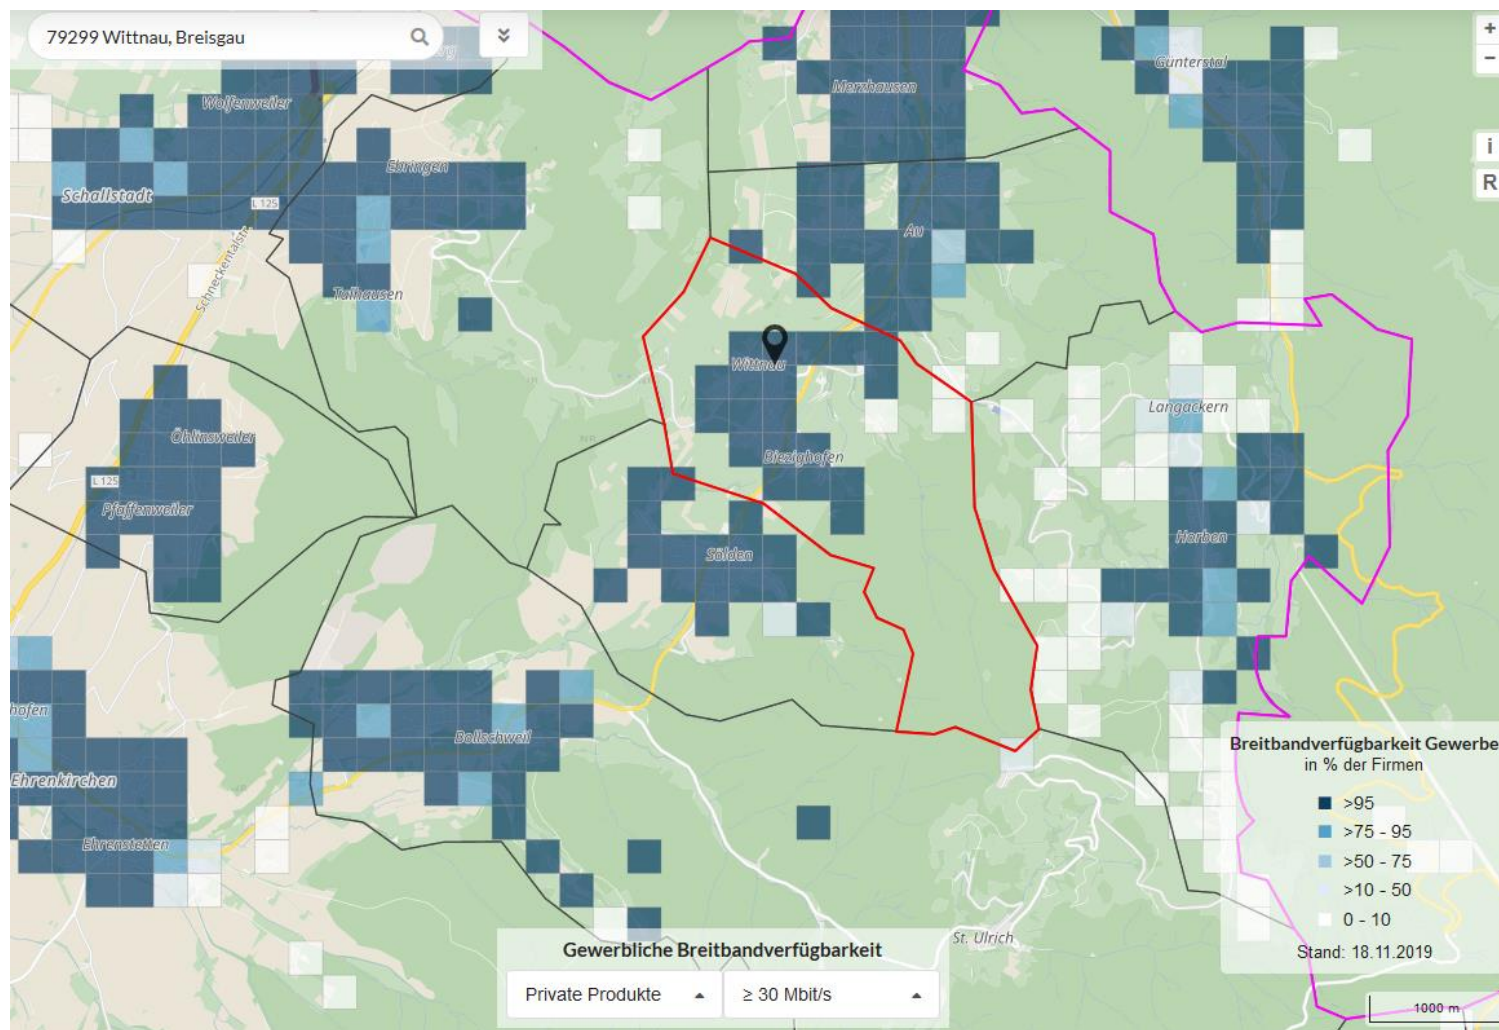 79299 Wittnau, Breisgau
+
−
i
R
Günterstal
Merzhausen
Wolfenweiler
Ebringen
Schallstadt
L 125
Schneckentalstr.
Talhausen
Au
Wittnau
Biezighofen
Langackern
Öhlinsweiler
L 125
Pfaffenweiler
Sölden
Horben
Bollschweil
hofen
Ehrenkirchen
Ehrenstetten
St. Ulrich
Breitbandverfügbarkeit Gewerbe
in % der Firmen
>95
>75 - 95
>50 - 75
>10 - 50
0 - 10
Stand: 18.11.2019
Gewerbliche Breitbandverfügbarkeit
Private Produkte
≥ 30 Mbit/s
1000 m